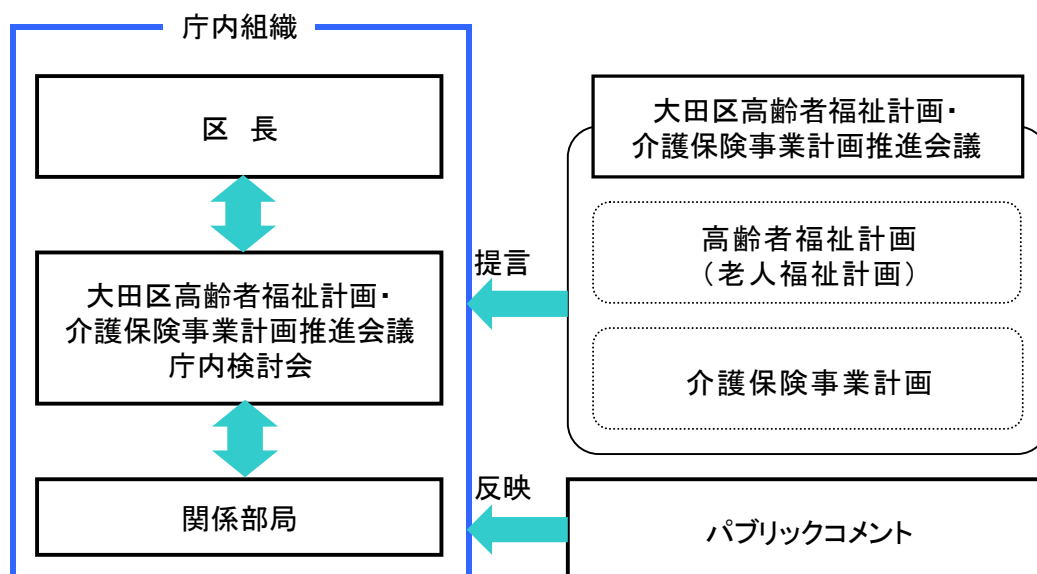 庁内組織
区 長
大田区高齢者福祉計画・
介護保険事業計画推進会議
庁内検討会
関係部局
提言
反映
大田区高齢者福祉計画・
介護保険事業計画推進会議
高齢者福祉計画
（老人福祉計画）
介護保険事業計画
パブリックコメント